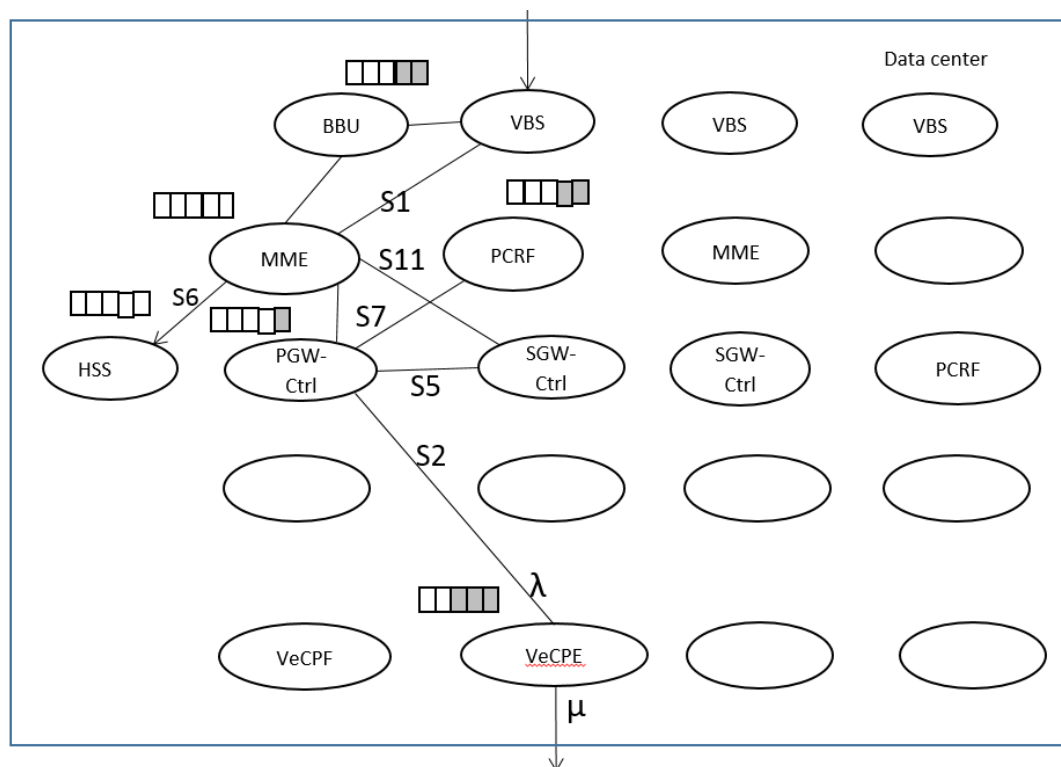 Data center
BBU
VBS
VBS
VBS
S1
MME
S11
PCRF
MME
S6
S7
HSS
PGW-
Ctrl
S5
SGW-
Ctrl
SGW-
Ctrl
PCRF
S2
λ
VeCPF
VeCPE
μ